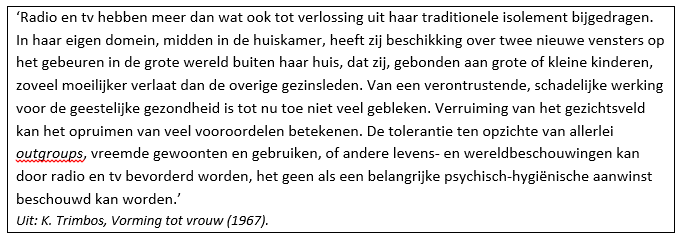 ‘Radio en tv hebben meer dan wat ook tot verlossing uit haar traditionele isolement bijgedragen.
In haar eigen domein, midden in de huiskamer, heeft zij beschikking over twee nieuwe vensters op
het gebeuren in de grote wereld buiten haar huis, dat zij, gebonden aan grote of kleine kinderen,
zoveel moeilijker verlaat dan de overige gezinsleden. Van een verontrustende, schadelijke werking
voor de geestelijke gezondheid is tot nu toe niet veel gebleken. Verruiming van het gezichtsveld
kan het opruimen van veel vooroordelen betekenen. De tolerantie ten opzichte van allerlei
outgroups, vreemde gewoonten en gebruiken, of andere levens- en wereldbeschouwingen kan
door radio en tv bevorderd worden, het geen als een belangrijke psychisch-hygiënische aanwinst
beschouwd kan worden.’
Uit: K. Trimbos, Vorming tot vrouw (1967).